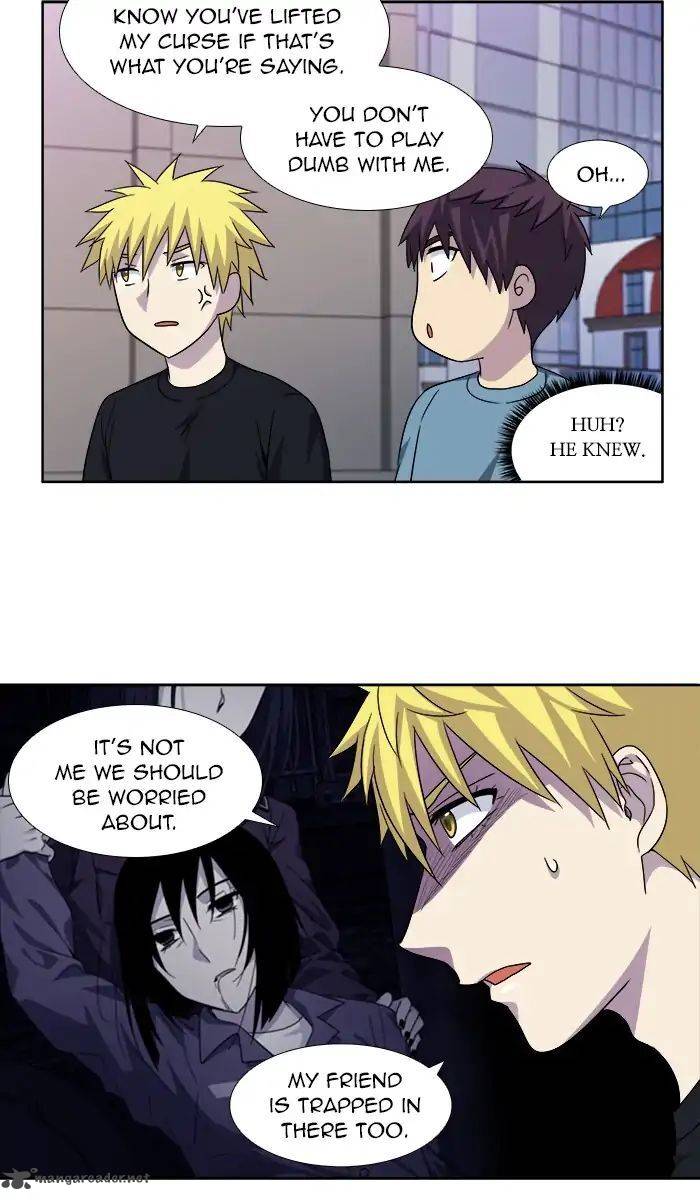 KNOW YOU'VE LIFTED
MY CURSE IF THAT'S
WHAT YOU'RE SAYING.
YOU DON'T
HAVE TO PLAY
DUMB WITH ME.
OH...
HUH?
HE KNEW.
IT'S NOT
ME WE SHOULD
BE WORRIED
ABOUT.
MY FRIEND
IS TRAPPED IN
THERE TOO.
mangareader.net